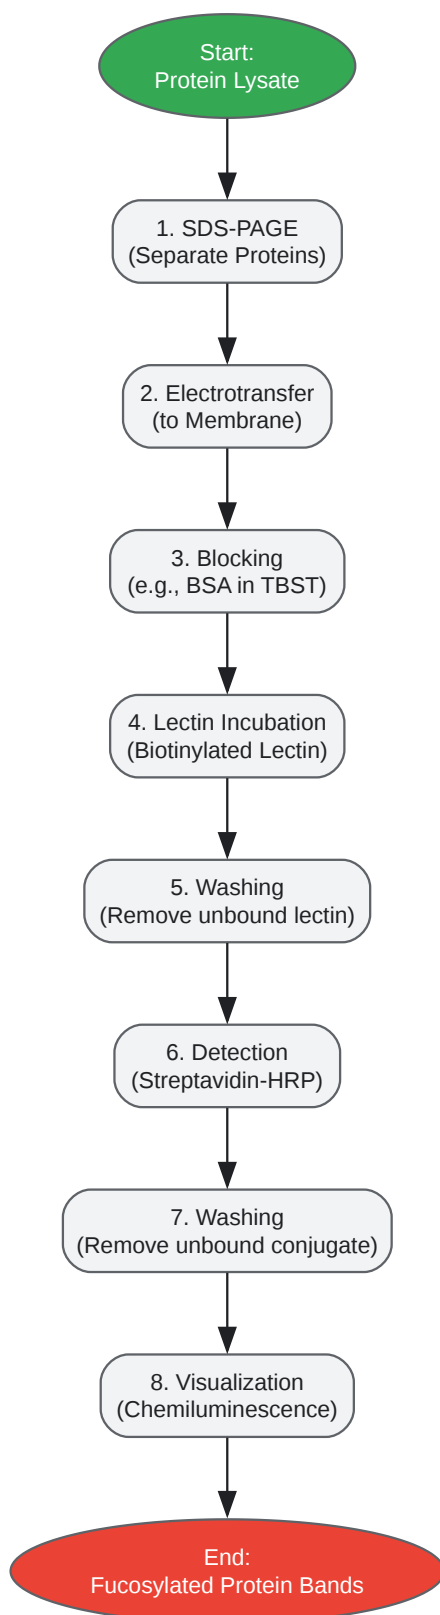 Start:
Protein Lysate
1. SDS-PAGE
(Separate Proteins)
2. Electrotransfer
(to Membrane)
3. Blocking
(e.g., BSA in TBST)
4. Lectin Incubation
(Biotinylated Lectin)
5. Washing
(Remove unbound lectin)
6. Detection
(Streptavidin-HRP)
7. Washing
(Remove unbound conjugate)
8. Visualization
(Chemiluminescence)
End:
Fucosylated Protein Bands